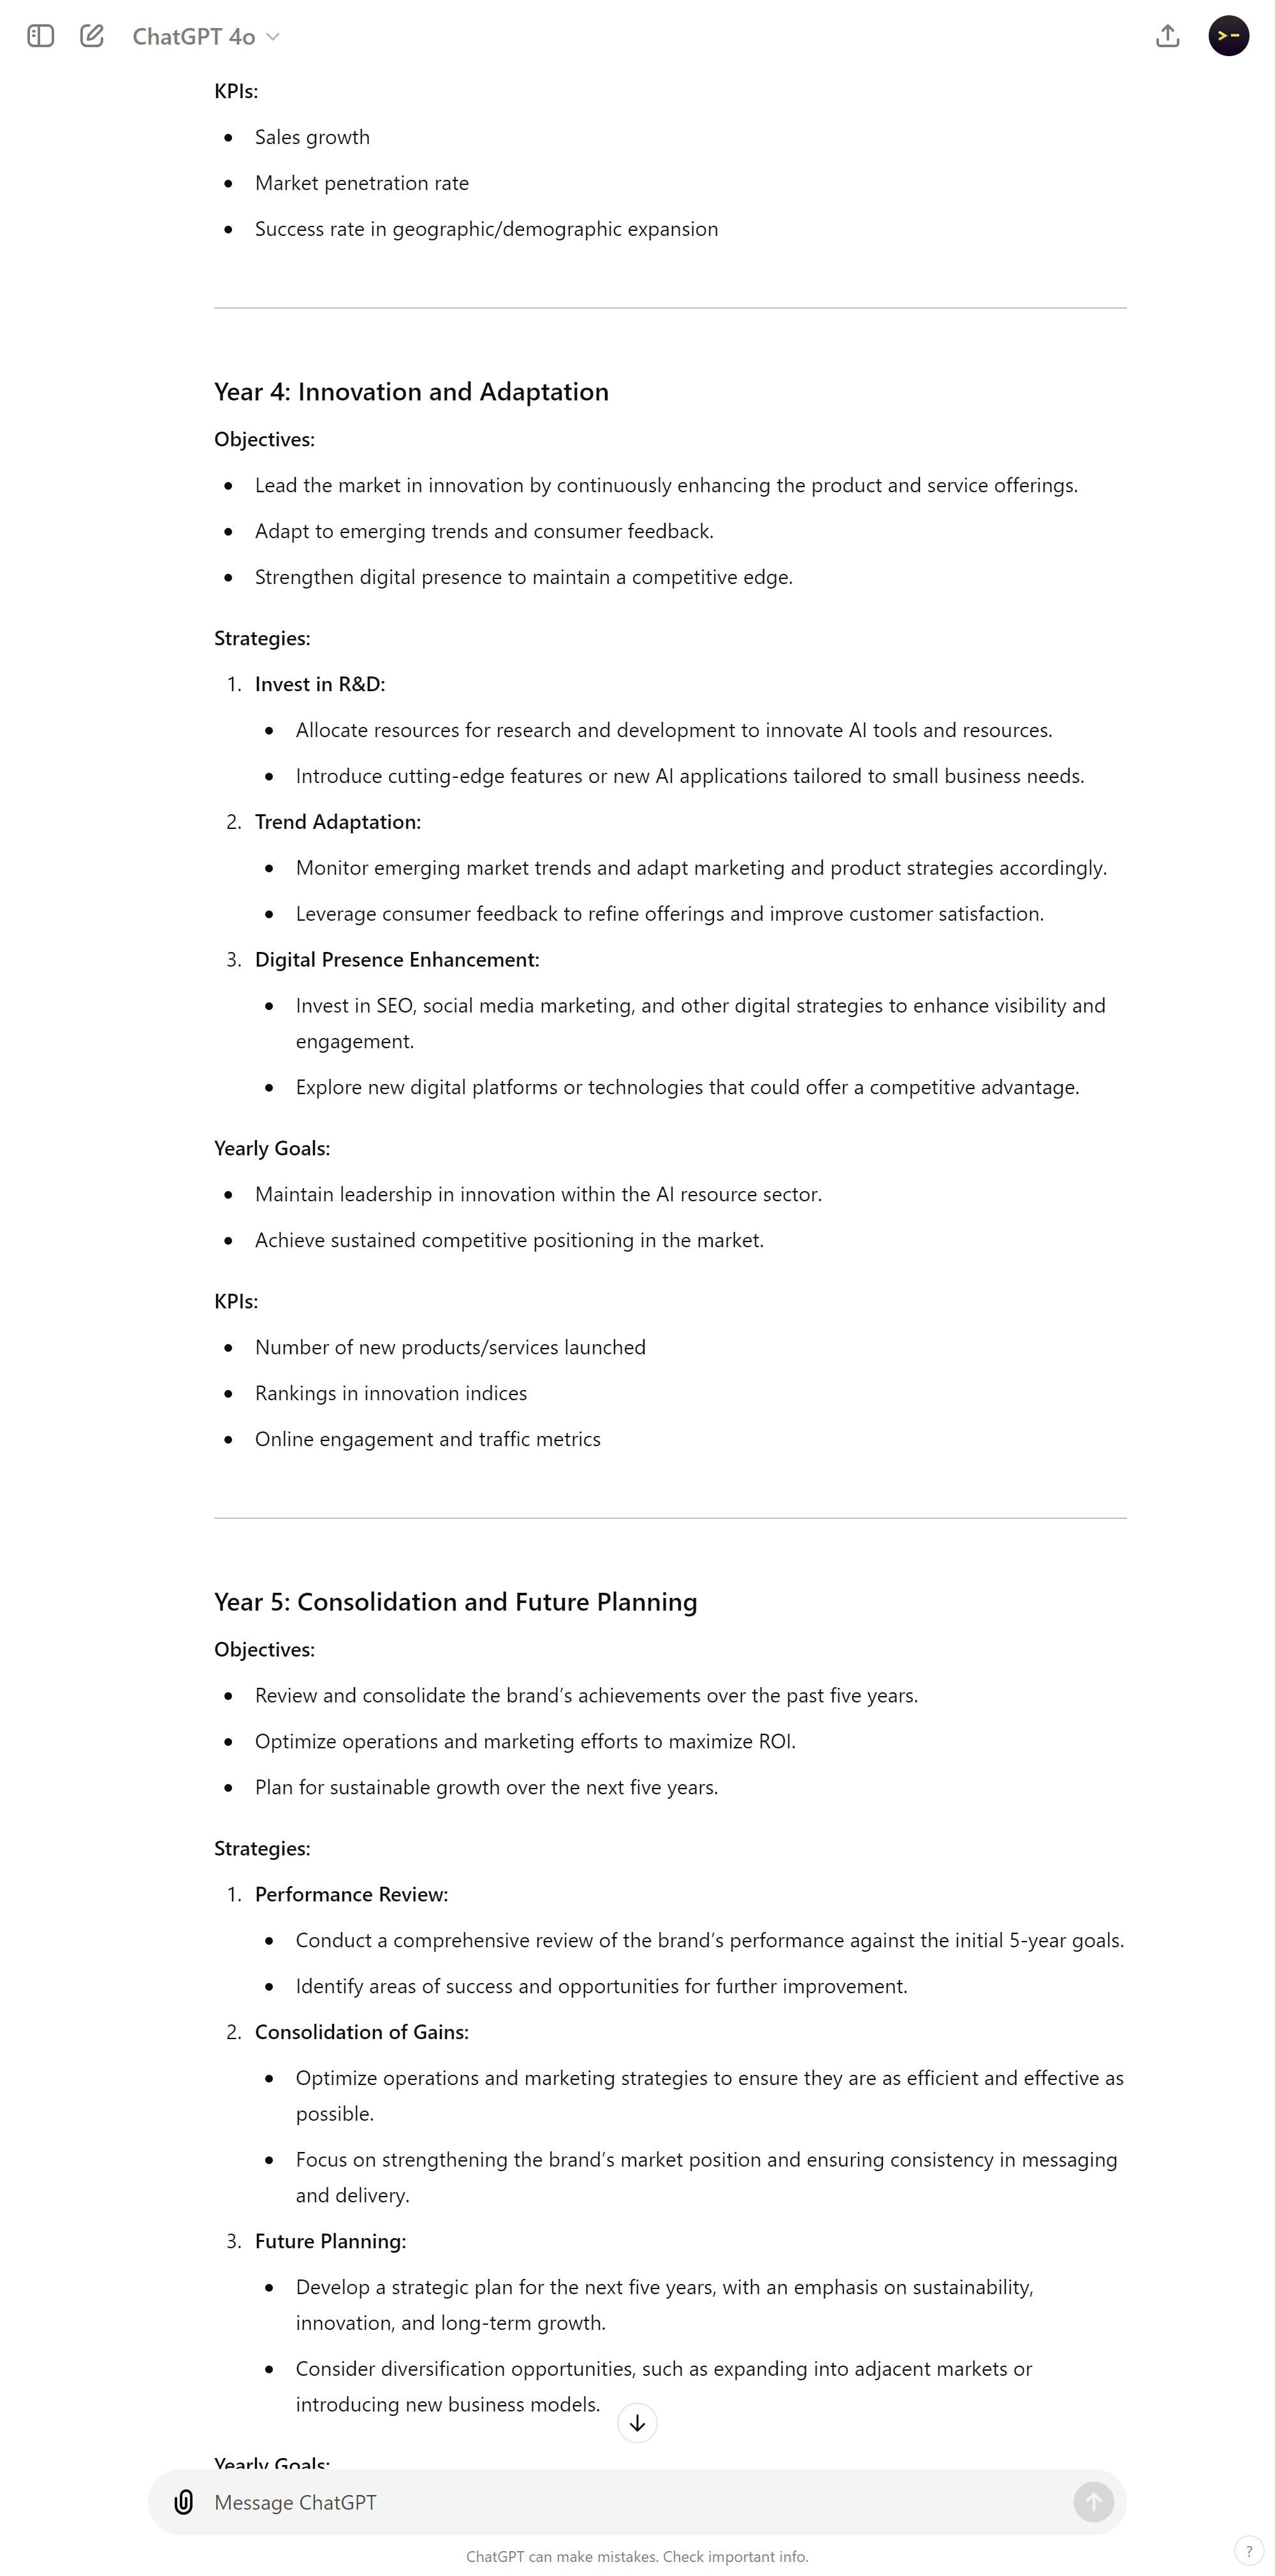 ChatGPT 4o
KPIs:
• Sales growth
• Market penetration rate
• Success rate in geographic/demographic expansion
Year 4: Innovation and Adaptation
Objectives:
• Lead the market in innovation by continuously enhancing the product and service offerings.
• Adapt to emerging trends and consumer feedback.
• Strengthen digital presence to maintain a competitive edge.
Strategies:
1. Invest in R&D:
• Allocate resources for research and development to innovate AI tools and resources.
• Introduce cutting-edge features or new AI applications tailored to small business needs.
2. Trend Adaptation:
• Monitor emerging market trends and adapt marketing and product strategies accordingly.
• Leverage consumer feedback to refine offerings and improve customer satisfaction.
3. Digital Presence Enhancement:
• Invest in SEO, social media marketing, and other digital strategies to enhance visibility and
engagement.
• Explore new digital platforms or technologies that could offer a competitive advantage.
Yearly Goals:
• Maintain leadership in innovation within the AI resource sector.
• Achieve sustained competitive positioning in the market.
KPIs:
• Number of new products/services launched
• Rankings in innovation indices
• Online engagement and traffic metrics
Year 5: Consolidation and Future Planning
Objectives:
• Review and consolidate the brand’s achievements over the past five years.
• Optimize operations and marketing efforts to maximize ROI.
• Plan for sustainable growth over the next five years.
Strategies:
1. Performance Review:
• Conduct a comprehensive review of the brand’s performance against the initial 5-year goals.
• Identify areas of success and opportunities for further improvement.
2. Consolidation of Gains:
• Optimize operations and marketing strategies to ensure they are as efficient and effective as
possible.
• Focus on strengthening the brand’s market position and ensuring consistency in messaging
and delivery.
3. Future Planning:
• Develop a strategic plan for the next five years, with an emphasis on sustainability,
innovation, and long-term growth.
• Consider diversification opportunities, such as expanding into adjacent markets or
introducing new business models.
Yearly Goals:
Message ChatGPT
ChatGPT can make mistakes. Check important info.
?